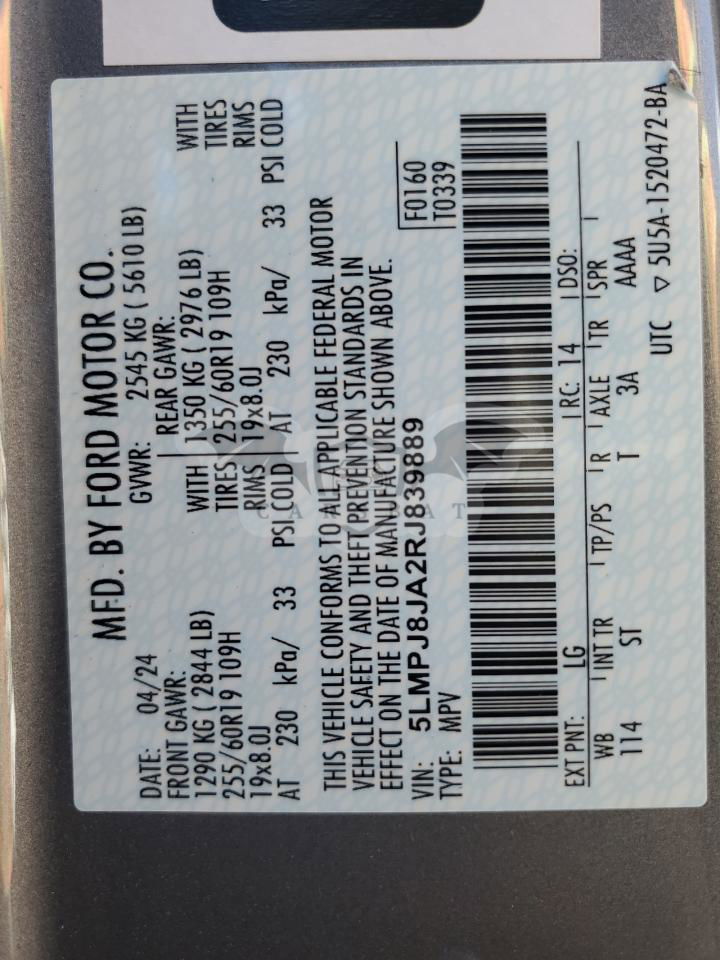 MFD. BY FORD MOTOR CO.
DATE: 04/24
GVWR: 2545 KG ( 5610 LB)
FRONT GAWR:
REAR GAWR:
1290 KG ( 2844 LB) WITH
1350 KG ( 2976 LB) WITH
255/60R19 109H TIRES
255/60R19 109H TIRES
19x8.0J RIMS
19x8.0J RIMS
AT 230 kPa/ 33 PSI COLD
AT 230 kPa/ 33 PSI COLD
THIS VEHICLE CONFORMS TO ALL APPLICABLE FEDERAL MOTOR
VEHICLE SAFETY AND THEFT PREVENTION STANDARDS IN
EFFECT ON THE DATE OF MANUFACTURE SHOWN ABOVE.
VIN: 5LMPJ8JA2RJ839889
TYPE: MPV
F0160
T0339
EXT PNT: LG RC: 14 DSO:
WB INT TR TP/PS R AXLE TR SPR
114 ST T 3A AAAA
UTC ▽ 5U5A-1520472-BA
CARBAT